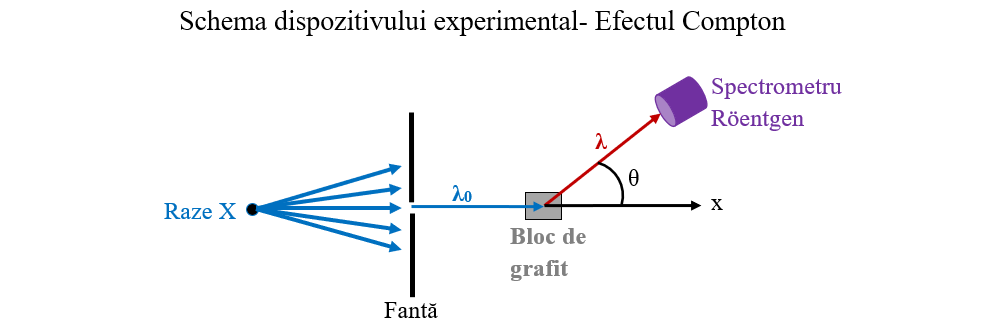 Schema dispozitivului experimental- Efectul Compton
Spectrometru
Röentgen
λ
θ
λ0
Raze X
x
Bloc de
grafit
Fantă